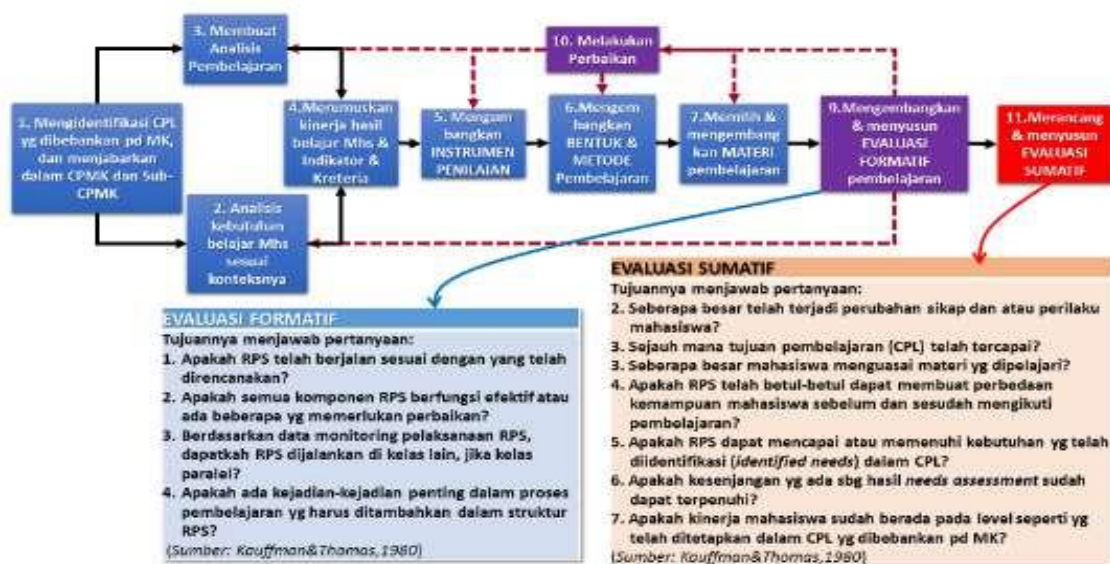 3. Membuat
Analisis
Pembelajaran
10. Melakukan
Perbaikan
1. Mengidentifikasi CPL
yg dibebankan pd MK,
dan menjabarkan
dalam CPMK dan Sub-
CPMK
4.Merumuskan
kinerja hasil
belajar Mhs &
Indikator &
Kreteria
5. Mengem
bangkan
INSTRUMEN
PENILAIAN
6.Mengem
bangkan
BENTUK &
METODE
Pembelajaran
7.Memilih &
mengembang
kan MATERI
pembelajaran
9.Mengembangkan
& menyusun
EVALUASI
FORMATIF
pembelajaran
11.Merancang
& menyusun
EVALUASI
SUMATIF
2. Analisis
kebutuhan
belajar Mhs
sesuai
konteksnya
EVALUASI FORMATIF
Tujuannya menjawab pertanyaan:
1. Apakah RPS telah berjalan sesuai dengan yang telah
direncanakan?
2. Apakah semua komponen RPS berfungsi efektif atau
ada beberapa yg memerlukan perbaikan?
3. Berdasarkan data monitoring pelaksanaan RPS,
dapatkah RPS dijalankan di kelas lain, jika kelas
paralel?
4. Apakah ada kejadian-kejadian penting dalam proses
pembelajaran yg harus ditambahkan dalam struktur
RPS?
(Sumber: Kauffman&Thomas,1980)
EVALUASI SUMATIF
Tujuannya menjawab pertanyaan:
2. Seberapa besar telah terjadi perubahan sikap dan atau perilaku
mahasiswa?
3. Sejauh mana tujuan pembelajaran (CPL) telah tercapai?
3. Seberapa besar mahasiswa menguasai materi yg dipelajari?
4. Apakah RPS telah betul-betul dapat membuat perbedaan
kemampuan mahasiswa sebelum dan sesudah mengikuti
pembelajaran?
5. Apakah RPS dapat mencapai atau memenuhi kebutuhan yg telah
diidentifikasi (identified needs) dalam CPL?
6. Apakah kesenjangan yg ada sbg hasil needs assessment sudah
dapat terpenuhi?
7. Apakah kinerja mahasiswa sudah berada pada level seperti yg
telah ditetapkan dalam CPL yg dibebankan pd MK?
(Sumber: Kauffman&Thomas,1980)